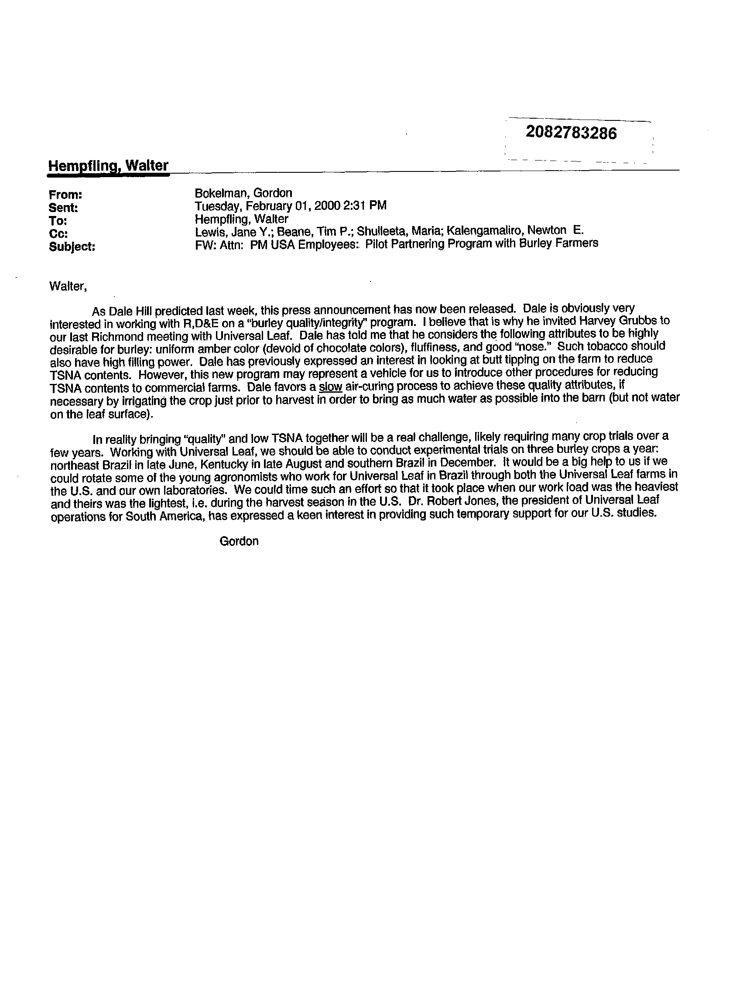 2082783286
Hempfling, Walter
From: Bokelman, Gordon
Sent: Tuesday, February 01, 2000 2:31 PM
To: Hempfling, Walter
Cc: Lewis, Jane Y.; Beane, Tim P.; Shulleeta, Maria; Kalengamaliro, Newton E.
Subject: FW: Attn: PM USA Employees: Pilot Partnering Program with Burley Farmers
Walter,
As Dale Hill predicted last week, this press announcement has now been released. Dale is obviously very
interested in working with R,D&E on a "burley quality/integrity" program. I believe that is why he invited Harvey Grubbs to
our last Richmond meeting with Universal Leaf. Dale has told me that he considers the following attributes to be highly
desirable for burley: uniform amber color (devoid of chocolate colors), fluffiness, and good "nose." Such tobacco should
also have high filling power. Dale has previously expressed an interest in looking at butt tipping on the farm to reduce
TSNA contents. However, this new program may represent a vehicle for us to introduce other procedures for reducing
TSNA contents to commercial farms. Dale favors a slow air-curing process to achieve these quality attributes, if
necessary by irrigating the crop just prior to harvest in order to bring as much water as possible into the barn (but not water
on the leaf surface).
In reality bringing "quality" and low TSNA together will be a real challenge, likely requiring many crop trials over a
few years. Working with Universal Leaf, we should be able to conduct experimental trials on three burley crops a year:
northeast Brazil in late June, Kentucky in late August and southern Brazil in December. It would be a big help to us if we
could rotate some of the young agronomists who work for Universal Leaf in Brazil through both the Universal Leaf farms in
the U.S. and our own laboratories. We could time such an effort so that it took place when our work load was the heaviest
and theirs was the lightest, i.e. during the harvest season in the U.S. Dr. Robert Jones, the president of Universal Leaf
operations for South America, has expressed a keen interest in providing such temporary support for our U.S. studies.
Gordon